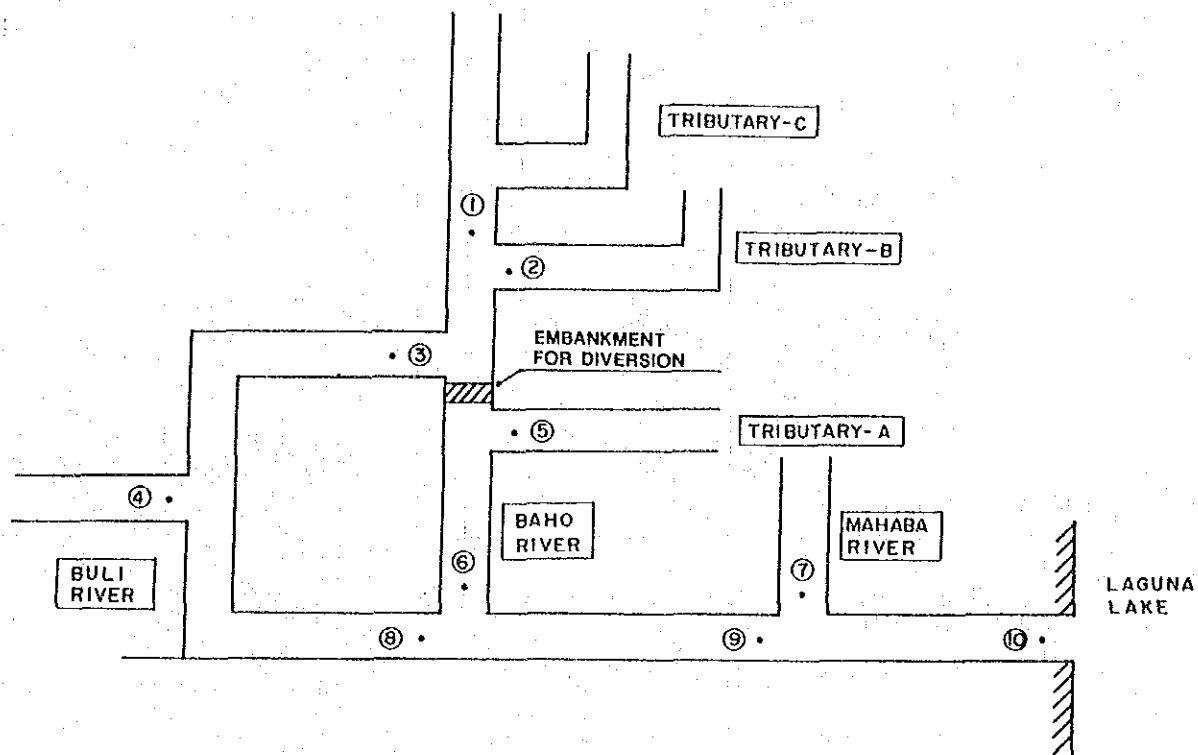 TRIBUTARY-C
①
TRIBUTARY-B
②
EMBANKMENT
FOR DIVERSION
③
⑤
TRIBUTARY-A
④
BAHO
RIVER
MAHABA
RIVER
BULI
RIVER
⑥
⑦
LAGUNA
LAKE
⑧
⑨
⑩